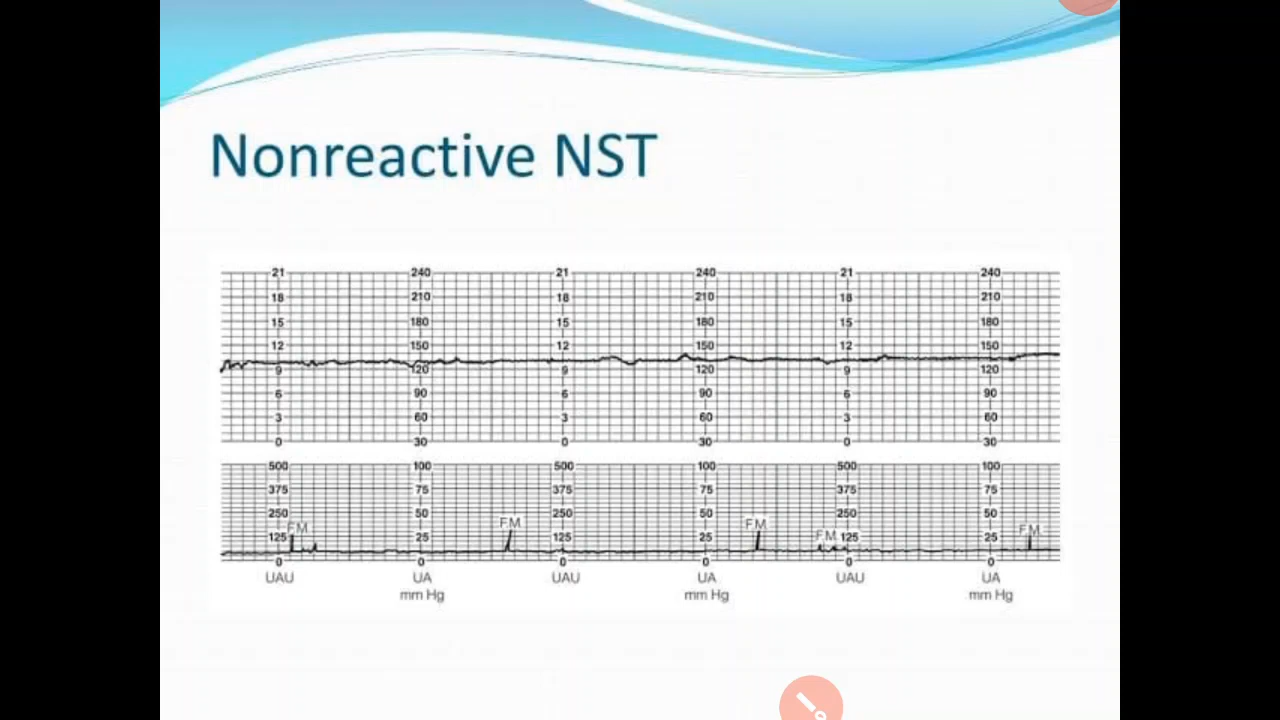 Nonreactive NST
21 240 21 240 21 240
18 210 18 210 18 210
15 180 15 180 15 180
12 150 12 150 12 150
9 120 9 120 9 120
6 90 6 90 6 90
3 60 3 60 3 60
0 30 0 30 0 30
500 100 500 100 500 100
375 75 375 75 375 75
250 50 250 50 250 50
FM FM FM FM FM
125 25 125 25 125 25
0 0 0 0 0 0
UAU UA UAU UA UAU UA
mm Hg mm Hg mm Hg